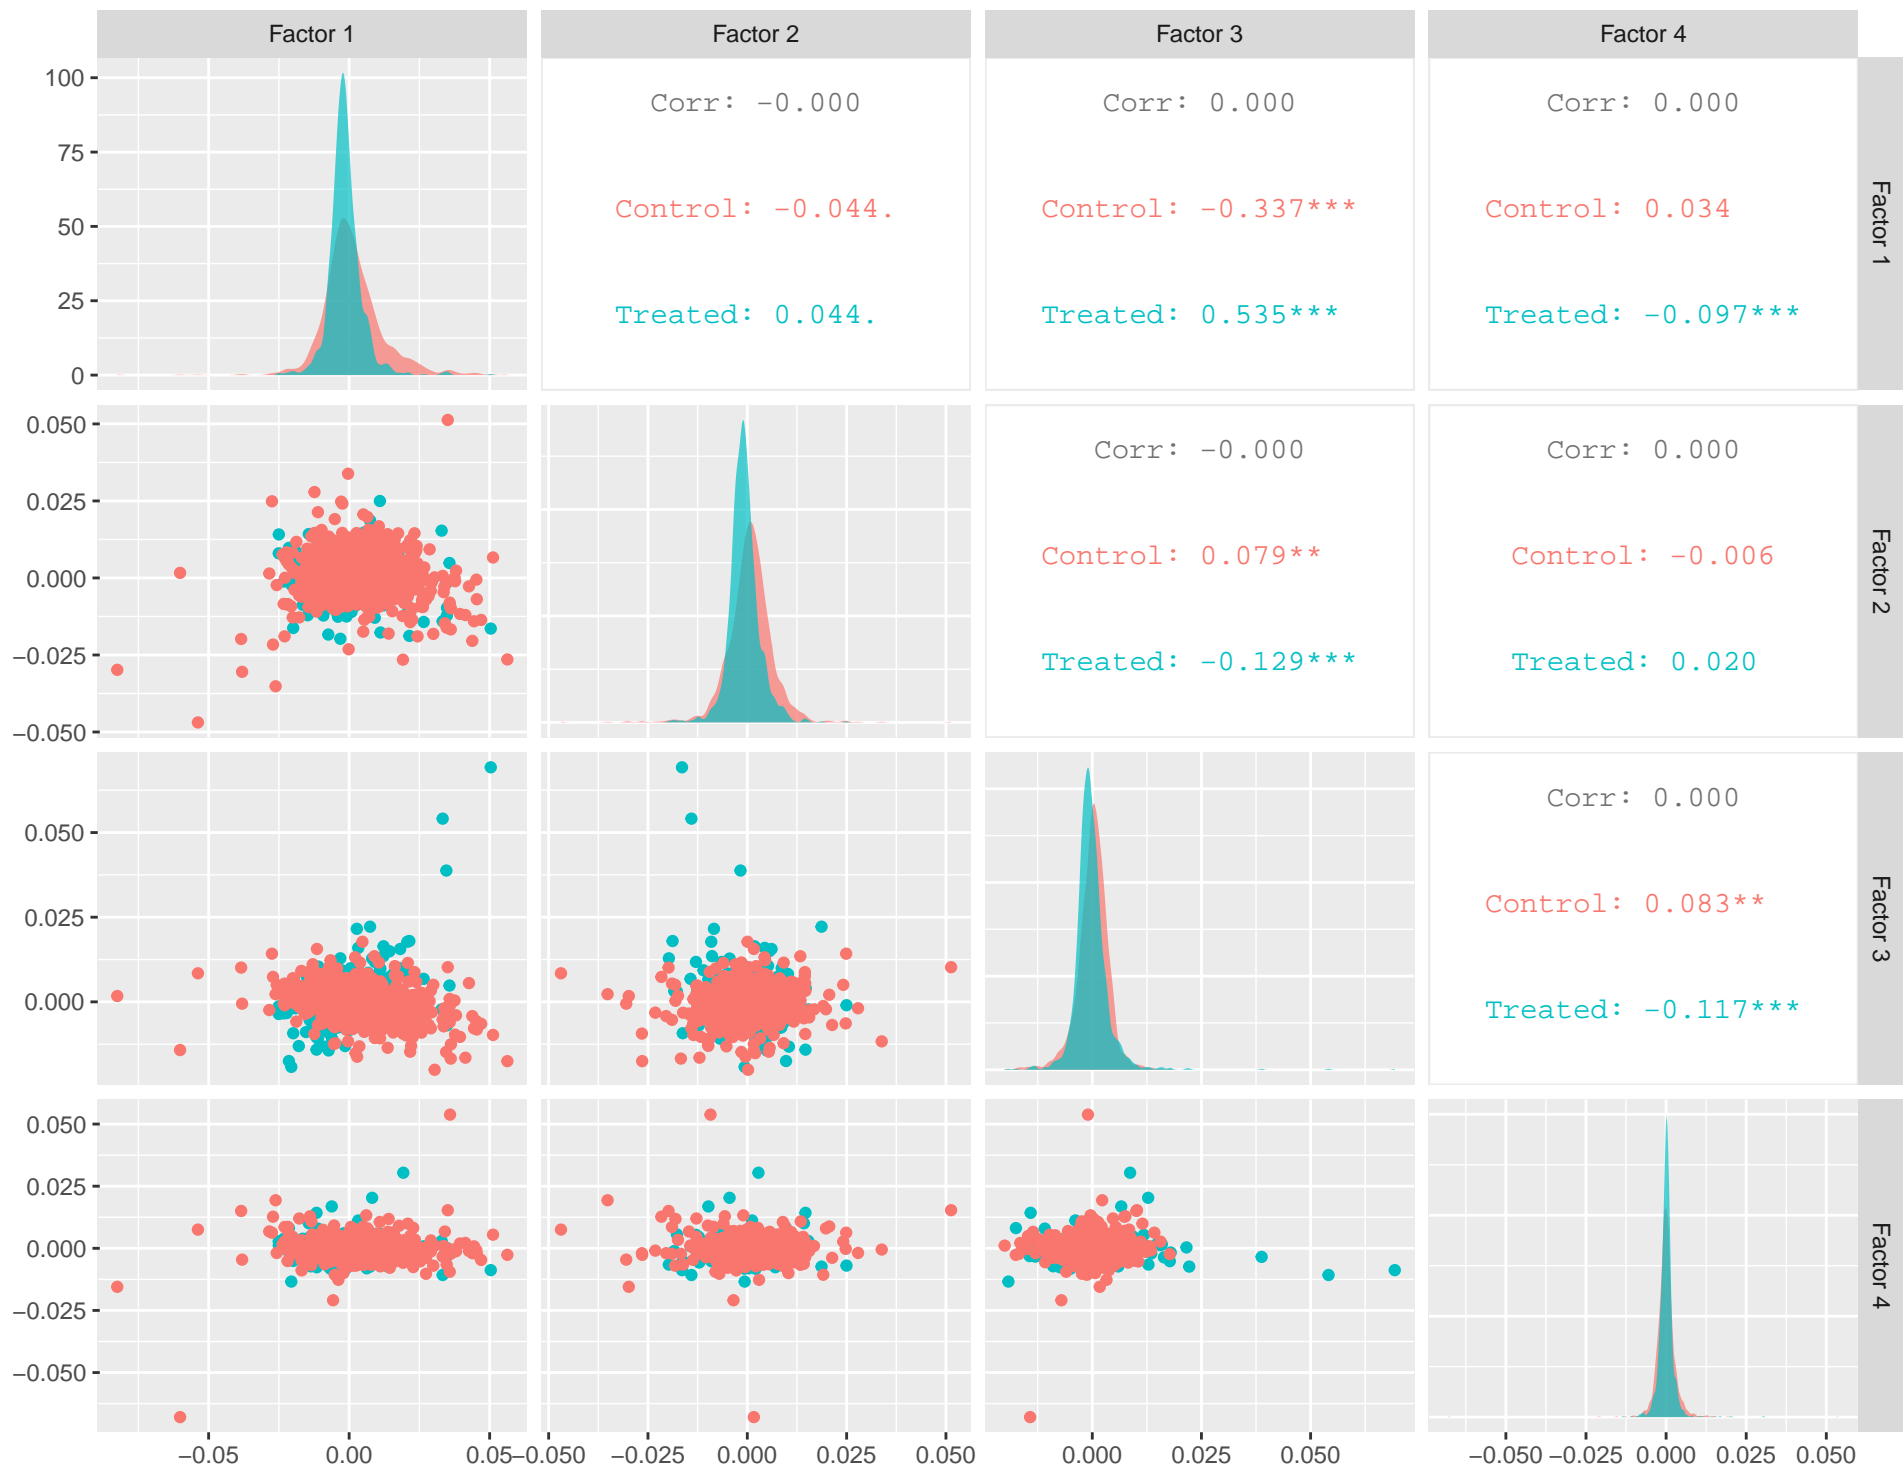 Factor 1 Factor 2 Factor 3 Factor 4
100
75
50
25
0
Corr: −0.000
Control: −0.044.
Treated: 0.044.
Corr: 0.000
Control: −0.337***
Treated: 0.535***
Corr: 0.000
Control: 0.034
Treated: −0.097***
Factor 1
0.050
0.025
0.000
−0.025
−0.050
Corr: −0.000
Control: 0.079**
Treated: −0.129***
Corr: 0.000
Control: −0.006
Treated: 0.020
Factor 2
0.050
0.025
0.000
Corr: 0.000
Control: 0.083**
Treated: −0.117***
Factor 3
0.050
0.025
0.000
−0.025
−0.050
Factor 4
−0.05 0.00 0.05 −0.050 −0.025 0.000 0.025 0.050 0.000 0.025 0.050 −0.050 −0.025 0.000 0.025 0.050